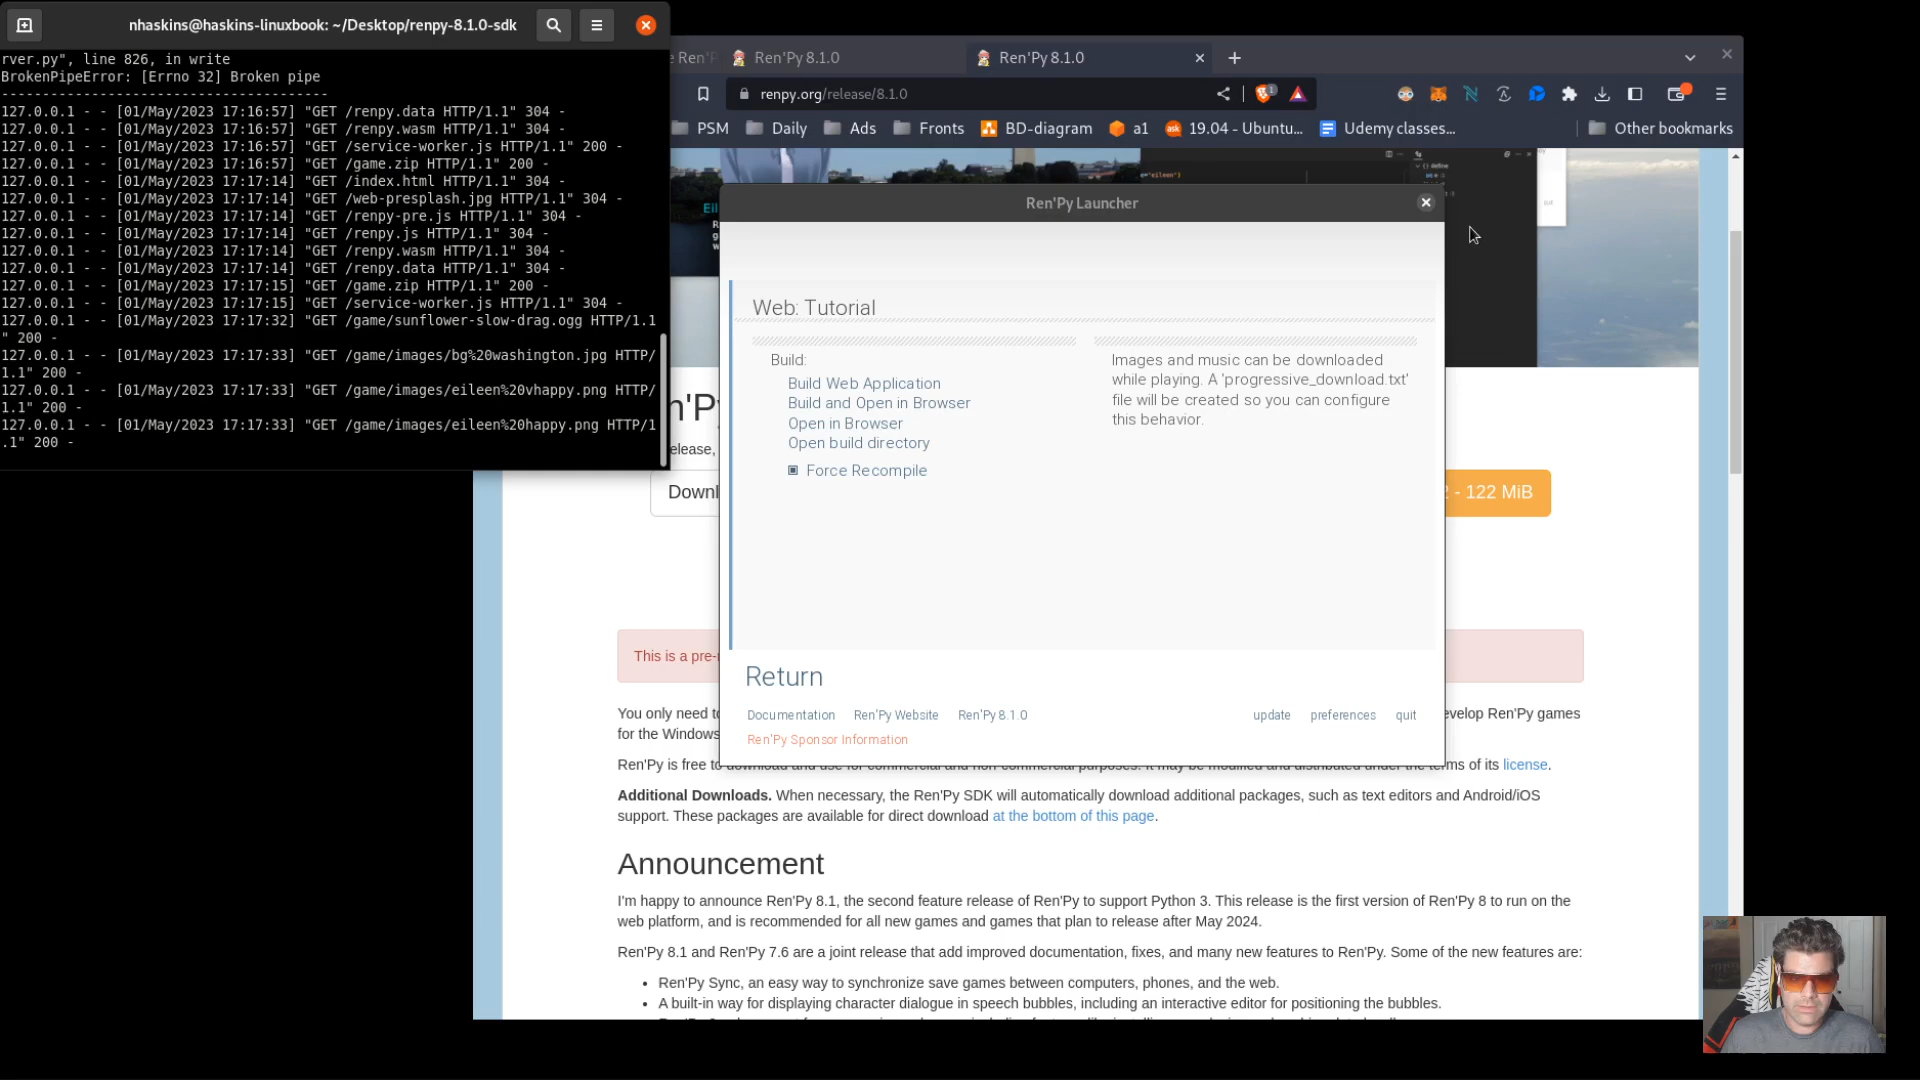 nhaskins@haskins-linuxbook: ~/Desktop/renpy-8.1.0-sdk
rver.py", line 826, in write
BrokenPipeError: [Errno 32] Broken pipe
----------------------------------------
127.0.0.1 - - [01/May/2023 17:16:57] "GET /renpy.data HTTP/1.1" 304 -
127.0.0.1 - - [01/May/2023 17:16:57] "GET /renpy.wasm HTTP/1.1" 304 -
127.0.0.1 - - [01/May/2023 17:16:57] "GET /service-worker.js HTTP/1.1" 200 -
127.0.0.1 - - [01/May/2023 17:16:57] "GET /game.zip HTTP/1.1" 200 -
127.0.0.1 - - [01/May/2023 17:17:14] "GET /index.html HTTP/1.1" 304 -
127.0.0.1 - - [01/May/2023 17:17:14] "GET /web-presplash.jpg HTTP/1.1" 304 -
127.0.0.1 - - [01/May/2023 17:17:14] "GET /renpy-pre.js HTTP/1.1" 304 -
127.0.0.1 - - [01/May/2023 17:17:14] "GET /renpy.js HTTP/1.1" 304 -
127.0.0.1 - - [01/May/2023 17:17:14] "GET /renpy.wasm HTTP/1.1" 304 -
127.0.0.1 - - [01/May/2023 17:17:14] "GET /renpy.data HTTP/1.1" 304 -
127.0.0.1 - - [01/May/2023 17:17:15] "GET /game.zip HTTP/1.1" 200 -
127.0.0.1 - - [01/May/2023 17:17:15] "GET /service-worker.js HTTP/1.1" 304 -
127.0.0.1 - - [01/May/2023 17:17:32] "GET /game/sunflower-slow-drag.ogg HTTP/1.1
" 200 -
127.0.0.1 - - [01/May/2023 17:17:33] "GET /game/images/bg%20washington.jpg HTTP/
1.1" 200 -
127.0.0.1 - - [01/May/2023 17:17:33] "GET /game/images/eileen%20vhappy.png HTTP/
1.1" 200 -
127.0.0.1 - - [01/May/2023 17:17:33] "GET /game/images/eileen%20happy.png HTTP/1
.1" 200 -
e Ren'P
Ren'Py 8.1.0
Ren'Py 8.1.0
renpy.org/release/8.1.0
PSM
Daily
Ads
Fronts
BD-diagram
a1
19.04 - Ubuntu...
Udemy classes...
Other bookmarks
Ren'Py Launcher
Web: Tutorial
Build:
Build Web Application
Build and Open in Browser
Open in Browser
Open build directory
Force Recompile
Images and music can be downloaded
while playing. A 'progressive_download.txt'
file will be created so you can configure
this behavior.
Return
Documentation
Ren'Py Website
Ren'Py 8.1.0
update
preferences
quit
Ren'Py Sponsor Information
n'Py
elease,
Downl
- 122 MiB
This is a pre-
You only need to
evelop Ren'Py games
for the Windows
Ren'Py is free to download and use for commercial and non-commercial purposes. It may be modified and distributed under the terms of its license.
Additional Downloads. When necessary, the Ren'Py SDK will automatically download additional packages, such as text editors and Android/iOS
support. These packages are available for direct download at the bottom of this page.
Announcement
I'm happy to announce Ren'Py 8.1, the second feature release of Ren'Py to support Python 3. This release is the first version of Ren'Py 8 to run on the
web platform, and is recommended for all new games and games that plan to release after May 2024.
Ren'Py 8.1 and Ren'Py 7.6 are a joint release that add improved documentation, fixes, and many new features to Ren'Py. Some of the new features are:
• Ren'Py Sync, an easy way to synchronize save games between computers, phones, and the web.
• A built-in way for displaying character dialogue in speech bubbles, including an interactive editor for positioning the bubbles.